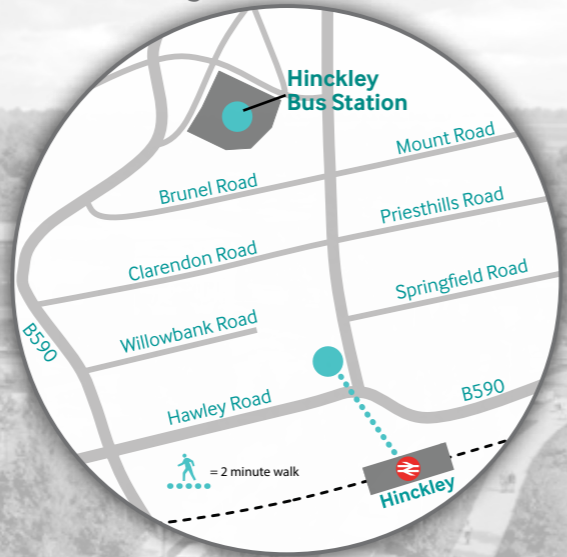 Hinckley
Bus Station
Mount Road
Brunel Road
Priesthills Road
Clarendon Road
Springfield Road
Willowbank Road
B590
B590
Hawley Road
= 2 minute walk
Hinckley